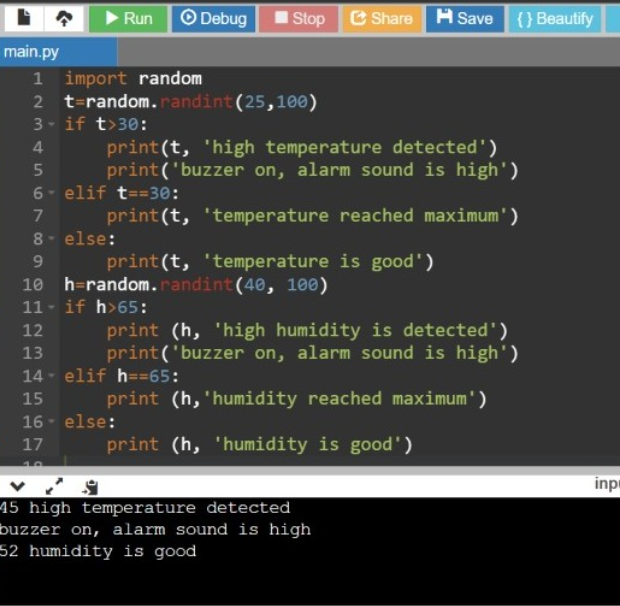 Run Debug Stop Share Save {} Beautify
main.py
1 import random
2 t=random.randint(25,100)
3 if t>30:
4     print(t, 'high temperature detected')
5     print('buzzer on, alarm sound is high')
6 elif t==30:
7     print(t, 'temperature reached maximum')
8 else:
9     print(t, 'temperature is good')
10 h=random.randint(40, 100)
11 if h>65:
12     print (h, 'high humidity is detected')
13     print('buzzer on, alarm sound is high')
14 elif h==65:
15     print (h,'humidity reached maximum')
16 else:
17     print (h, 'humidity is good')
18
inpu
45 high temperature detected
buzzer on, alarm sound is high
52 humidity is good